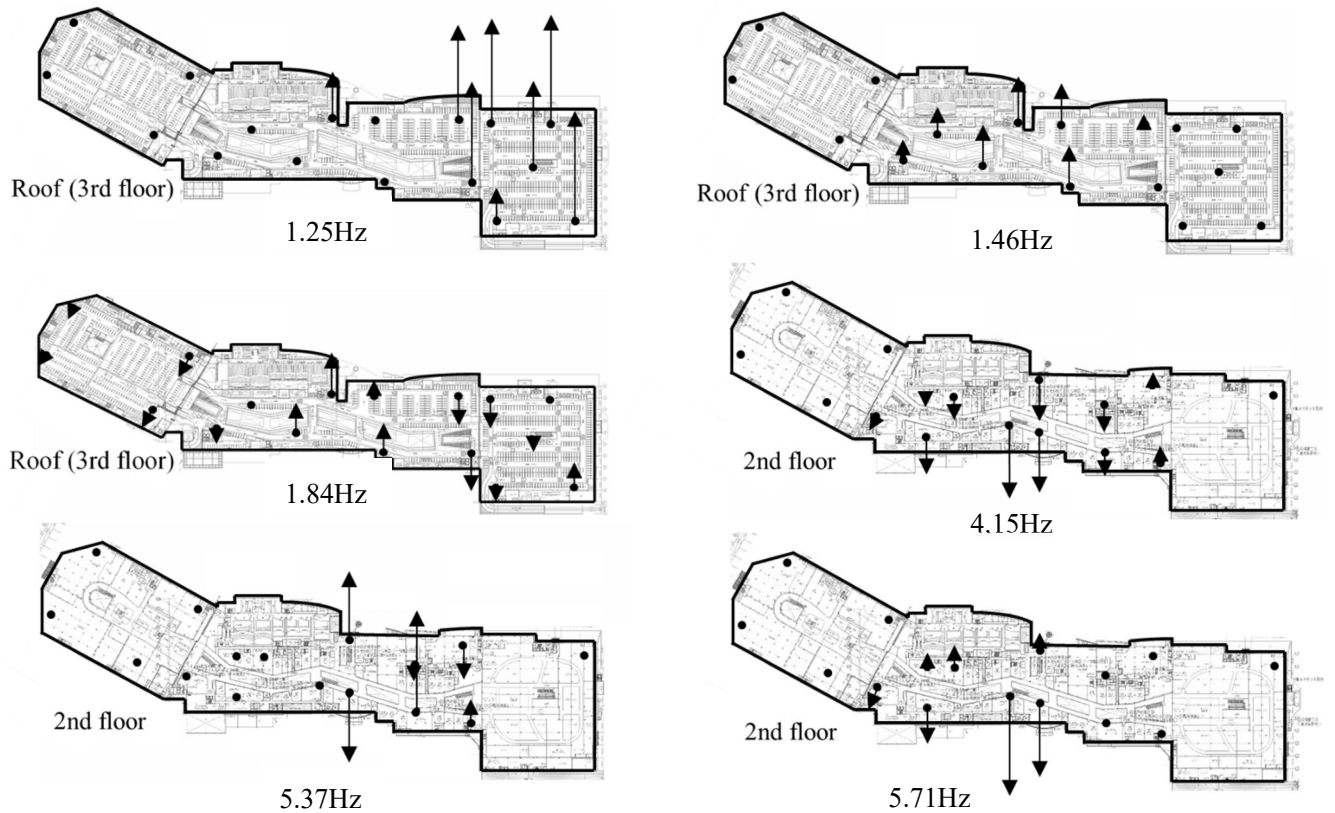 Roof (3rd floor)
1.25Hz
Roof (3rd floor)
1.46Hz
Roof (3rd floor)
1.84Hz
2nd floor
4,15Hz
2nd floor
5.37Hz
2nd floor
5.71Hz